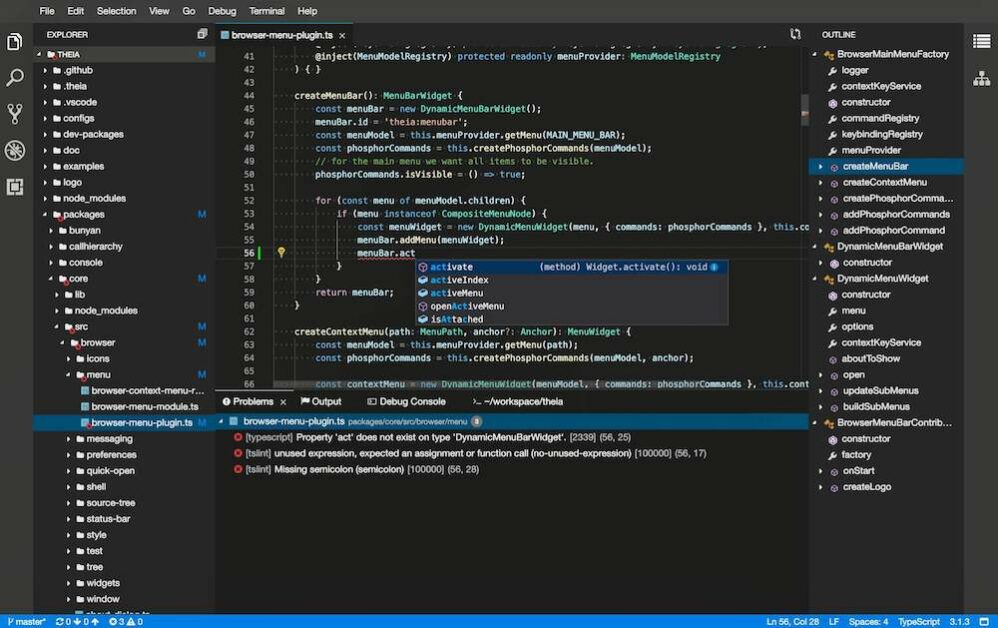 File Edit Selection View Go Debug Terminal Help
EXPLORER
THEIA M
.github
.theia
.vscode
configs
dev-packages
doc
examples
logo
node_modules
packages M
bunyan
callhierarchy
console
core M
lib
node_modules
src M
browser M
icons
menu M
browser-context-menu-r...
browser-menu-module.ts
browser-menu-plugin.ts M
messaging
preferences
quick-open
shell
source-tree
status-bar
style
test
tree
widgets
window
browser-menu-plugin.ts ×
41 @inject(MenuModelRegistry) protected readonly menuProvider: MenuModelRegistry
42 ) { }
43
44 createMenuBar(): MenuBarWidget {
45 const menuBar = new DynamicMenuBarWidget();
46 menuBar.id = 'theia:menubar';
47 const menuModel = this.menuProvider.getMenu(MAIN_MENU_BAR);
48 const phosphorCommands = this.createPhosphorCommands(menuModel);
49 // for the main menu we want all items to be visible.
50 phosphorCommands.isVisible = () => true;
51
52 for (const menu of menuModel.children) {
53 if (menu instanceof CompositeMenuNode) {
54 const menuWidget = new DynamicMenuWidget(menu, { commands: phosphorCommands }, this.co
55 menuBar.addMenu(menuWidget);
56 menuBar.act
57 }
58 }
59 return menuBar;
60 }
61
62 createContextMenu(path: MenuPath, anchor?: Anchor): MenuWidget {
63 const menuModel = this.menuProvider.getMenu(path);
64 const phosphorCommands = this.createPhosphorCommands(menuModel, anchor);
66 const contextMenu = new DynamicMenuWidget(menuModel, { commands: phosphorCommands }, this.cont
activate (method) Widget.activate(): void
activeIndex
activeMenu
openActiveMenu
isAttached
Problems × Output Debug Console >_ ~/workspace/theia
browser-menu-plugin.ts packages/core/src/browser/menu 3
[typescript] Property 'act' does not exist on type 'DynamicMenuBarWidget'. [2339] (56, 25)
[tslint] unused expression, expected an assignment or function call (no-unused-expression) [100000] (56, 17)
[tslint] Missing semicolon (semicolon) [100000] (56, 28)
OUTLINE
BrowserMainMenuFactory
logger
contextKeyService
constructor
commandRegistry
keybindingRegistry
menuProvider
createMenuBar
createContextMenu
createPhosphorComma...
addPhosphorCommands
addPhosphorCommand
DynamicMenuBarWidget
constructor
DynamicMenuWidget
constructor
menu
options
contextKeyService
aboutToShow
open
updateSubMenus
buildSubMenus
BrowserMenuBarContrib...
constructor
factory
onStart
createLogo
master* 0 0 3 0 Ln 56, Col 28 LF Spaces: 4 TypeScript 3.1.3